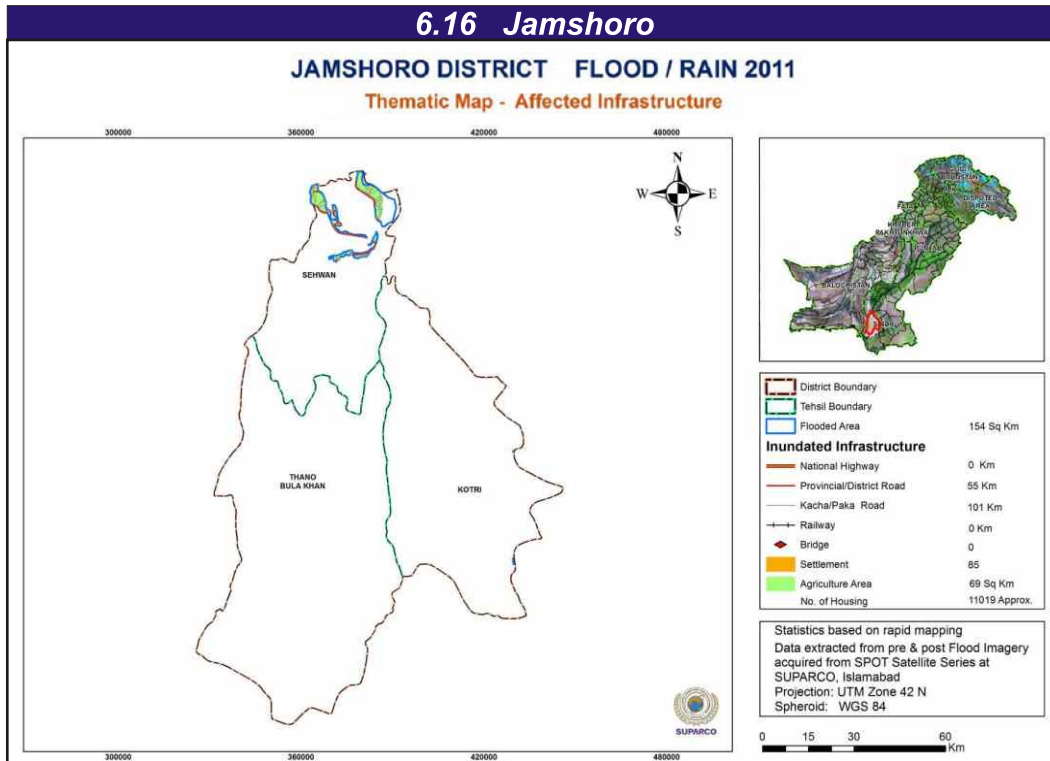 6.16 Jamshoro
JAMSHORO DISTRICT FLOOD / RAIN 2011
Thematic Map - Affected Infrastructure
300000 360000 420000 480000
N
W E
S
SEHWAN
THANO
BULA KHAN
KOTRI
SUPARCO
300000 360000 420000 480000
DISPUTED
AREA
BALOCHISTAN
District Boundary
Tehsil Boundary
Flooded Area 154 Sq Km
Inundated Infrastructure
National Highway 0 Km
Provincial/District Road 55 Km
Kacha/Paka Road 101 Km
Railway 0 Km
Bridge 0
Settlement 85
Agriculture Area 69 Sq Km
No. of Housing 11019 Approx.
Statistics based on rapid mapping
Data extracted from pre & post Flood Imagery
acquired from SPOT Satellite Series at
SUPARCO, Islamabad
Projection: UTM Zone 42 N
Spheroid: WGS 84
0 15 30 60
Km